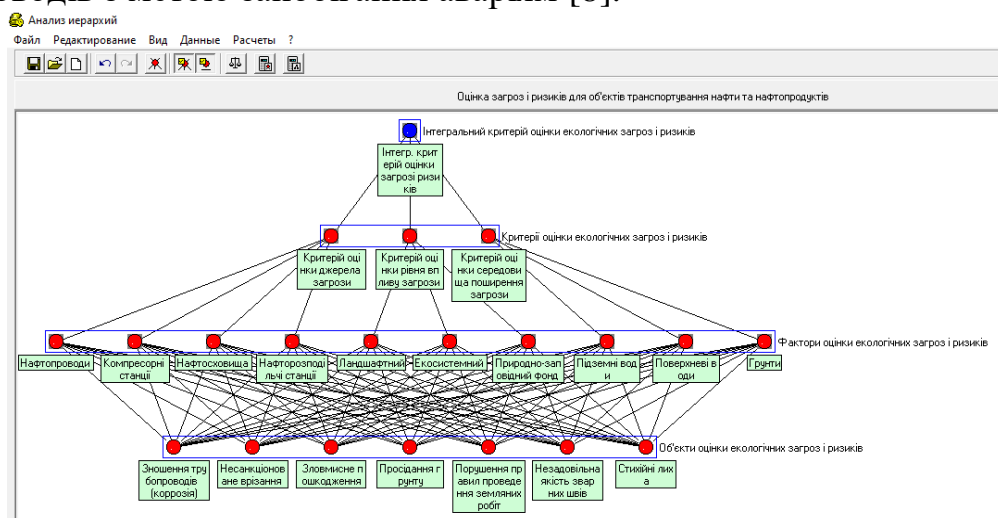 Анализ иерархий
Файл Редактирование Вид Данные Расчеты ?
Оцінка загроз і ризиків для об'єктів транспортування нафти та нафтопродуктів
Інтегральний критерій оцінки екологічних загроз і ризиків
Інтегр. крит
ерій оцінки
загрозі ризи
ків
Критерії оцінки екологічних загроз і ризиків
Критерій оці
нки джерела
загрози
Критерій оці
нки рівня вп
ливу загрози
Критерій оці
нки середови
ща поширення
загрози
Фактори оцінки екологічних загроз і ризиків
Нафтопроводи
Компресорні
станції
Нафтосховища
Нафторозподі
льчі станції
Ландшафтний
Екосистемний
Природно-зап
овідний фонд
Підземні вод
и
Поверхневі в
оди
Грунти
Об'єкти оцінки екологічних загроз і ризиків
Зношення тру
бопроводів
(коррозія)
Несанкціонов
ане врізання
Зловмисне п
ошкодження
Просідання г
рунту
Порушення пр
авил проведе
ння земляних
робіт
Незадовільна
якість звар
них швів
Стихійні лих
а